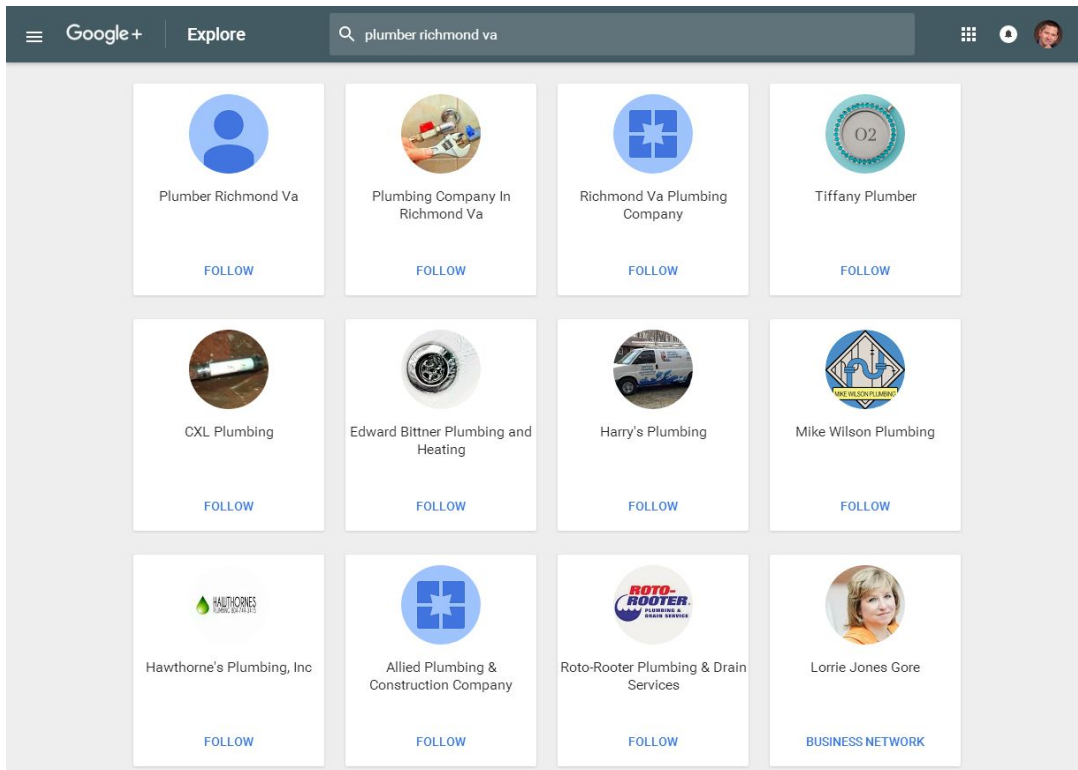 Google+
Explore
plumber richmond va
Plumber Richmond Va
FOLLOW
Plumbing Company In
Richmond Va
FOLLOW
Richmond Va Plumbing
Company
FOLLOW
O2
Tiffany Plumber
FOLLOW
CXL Plumbing
FOLLOW
Edward Bittner Plumbing and
Heating
FOLLOW
Harry's Plumbing
FOLLOW
MIKE WILSON PLUMBING
Mike Wilson Plumbing
FOLLOW
HAWTHORNES
Hawthorne's Plumbing, Inc
FOLLOW
Allied Plumbing &
Construction Company
FOLLOW
ROTO-
ROOTER
PLUMBING &
DRAIN SERVICE
Roto-Rooter Plumbing & Drain
Services
FOLLOW
Lorrie Jones Gore
BUSINESS NETWORK